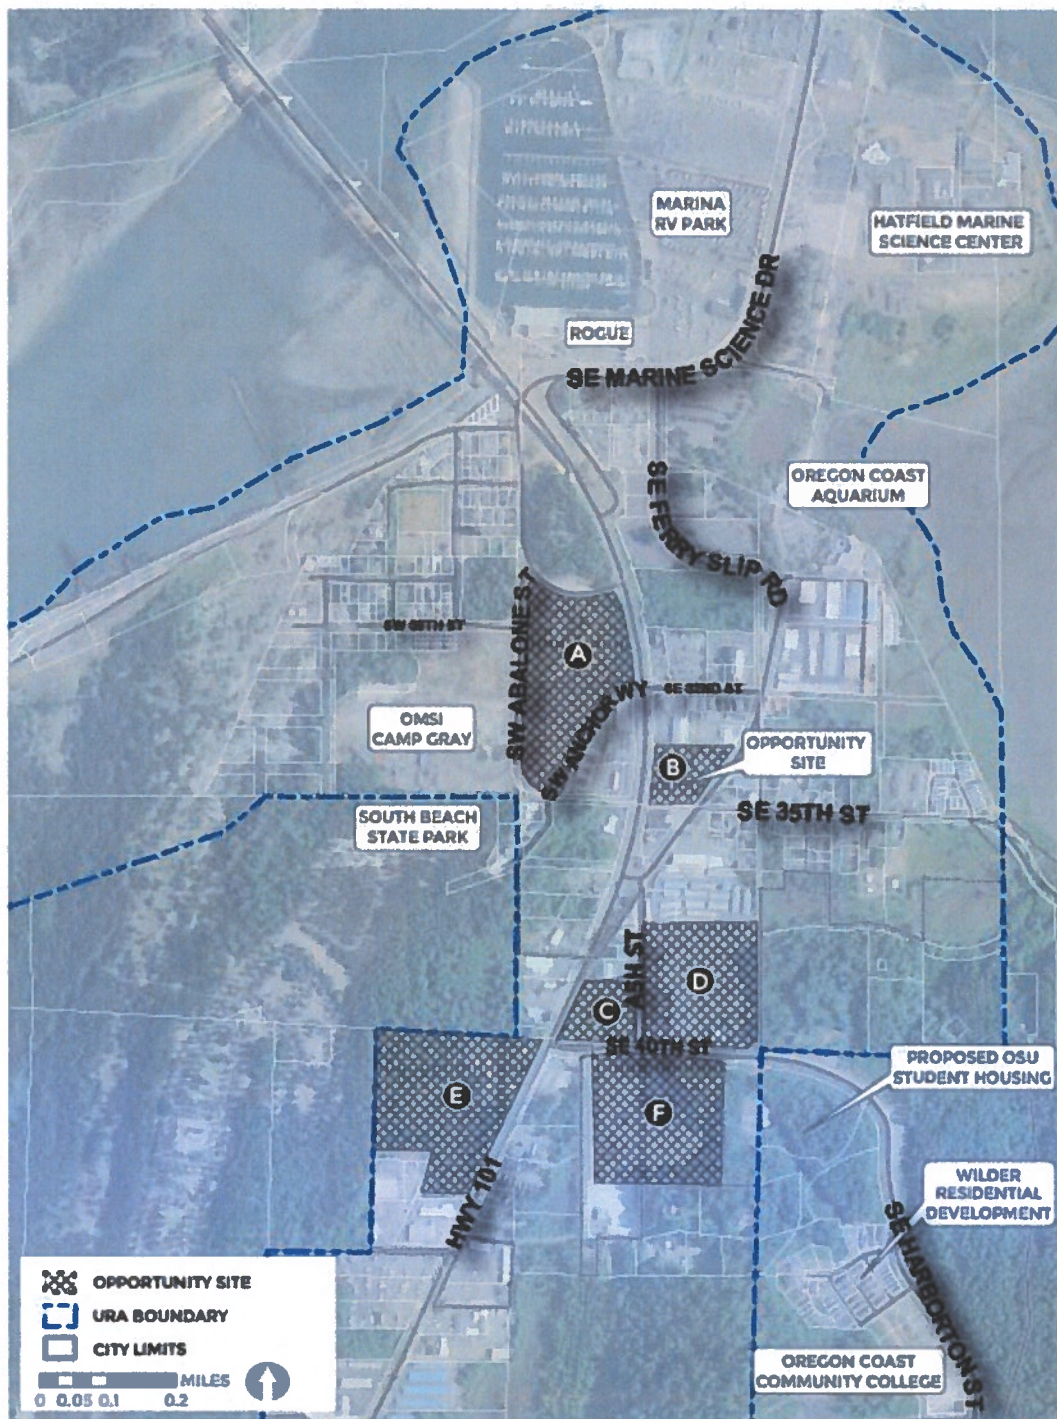 MARINA
RV PARK
HATFIELD MARINE
SCIENCE CENTER
ROGUE
SE MARINE SCIENCE DR
OREGON COAST
AQUARIUM
SE FERRY SLIP RD
SW ABALONE ST
A
SW ANCHOR WY
SE 32ND ST
OMSI
CAMP GRAY
OPPORTUNITY
SITE
B
SOUTH BEACH
STATE PARK
SE 35TH ST
ASH ST
D
C
SE 40TH ST
PROPOSED OSU
STUDENT HOUSING
E
F
HWY 101
WILDER
RESIDENTIAL
DEVELOPMENT
SE HARBORTON ST
OREGON COAST
COMMUNITY COLLEGE
OPPORTUNITY SITE
URA BOUNDARY
CITY LIMITS
MILES
0 0.05 0.1 0.2